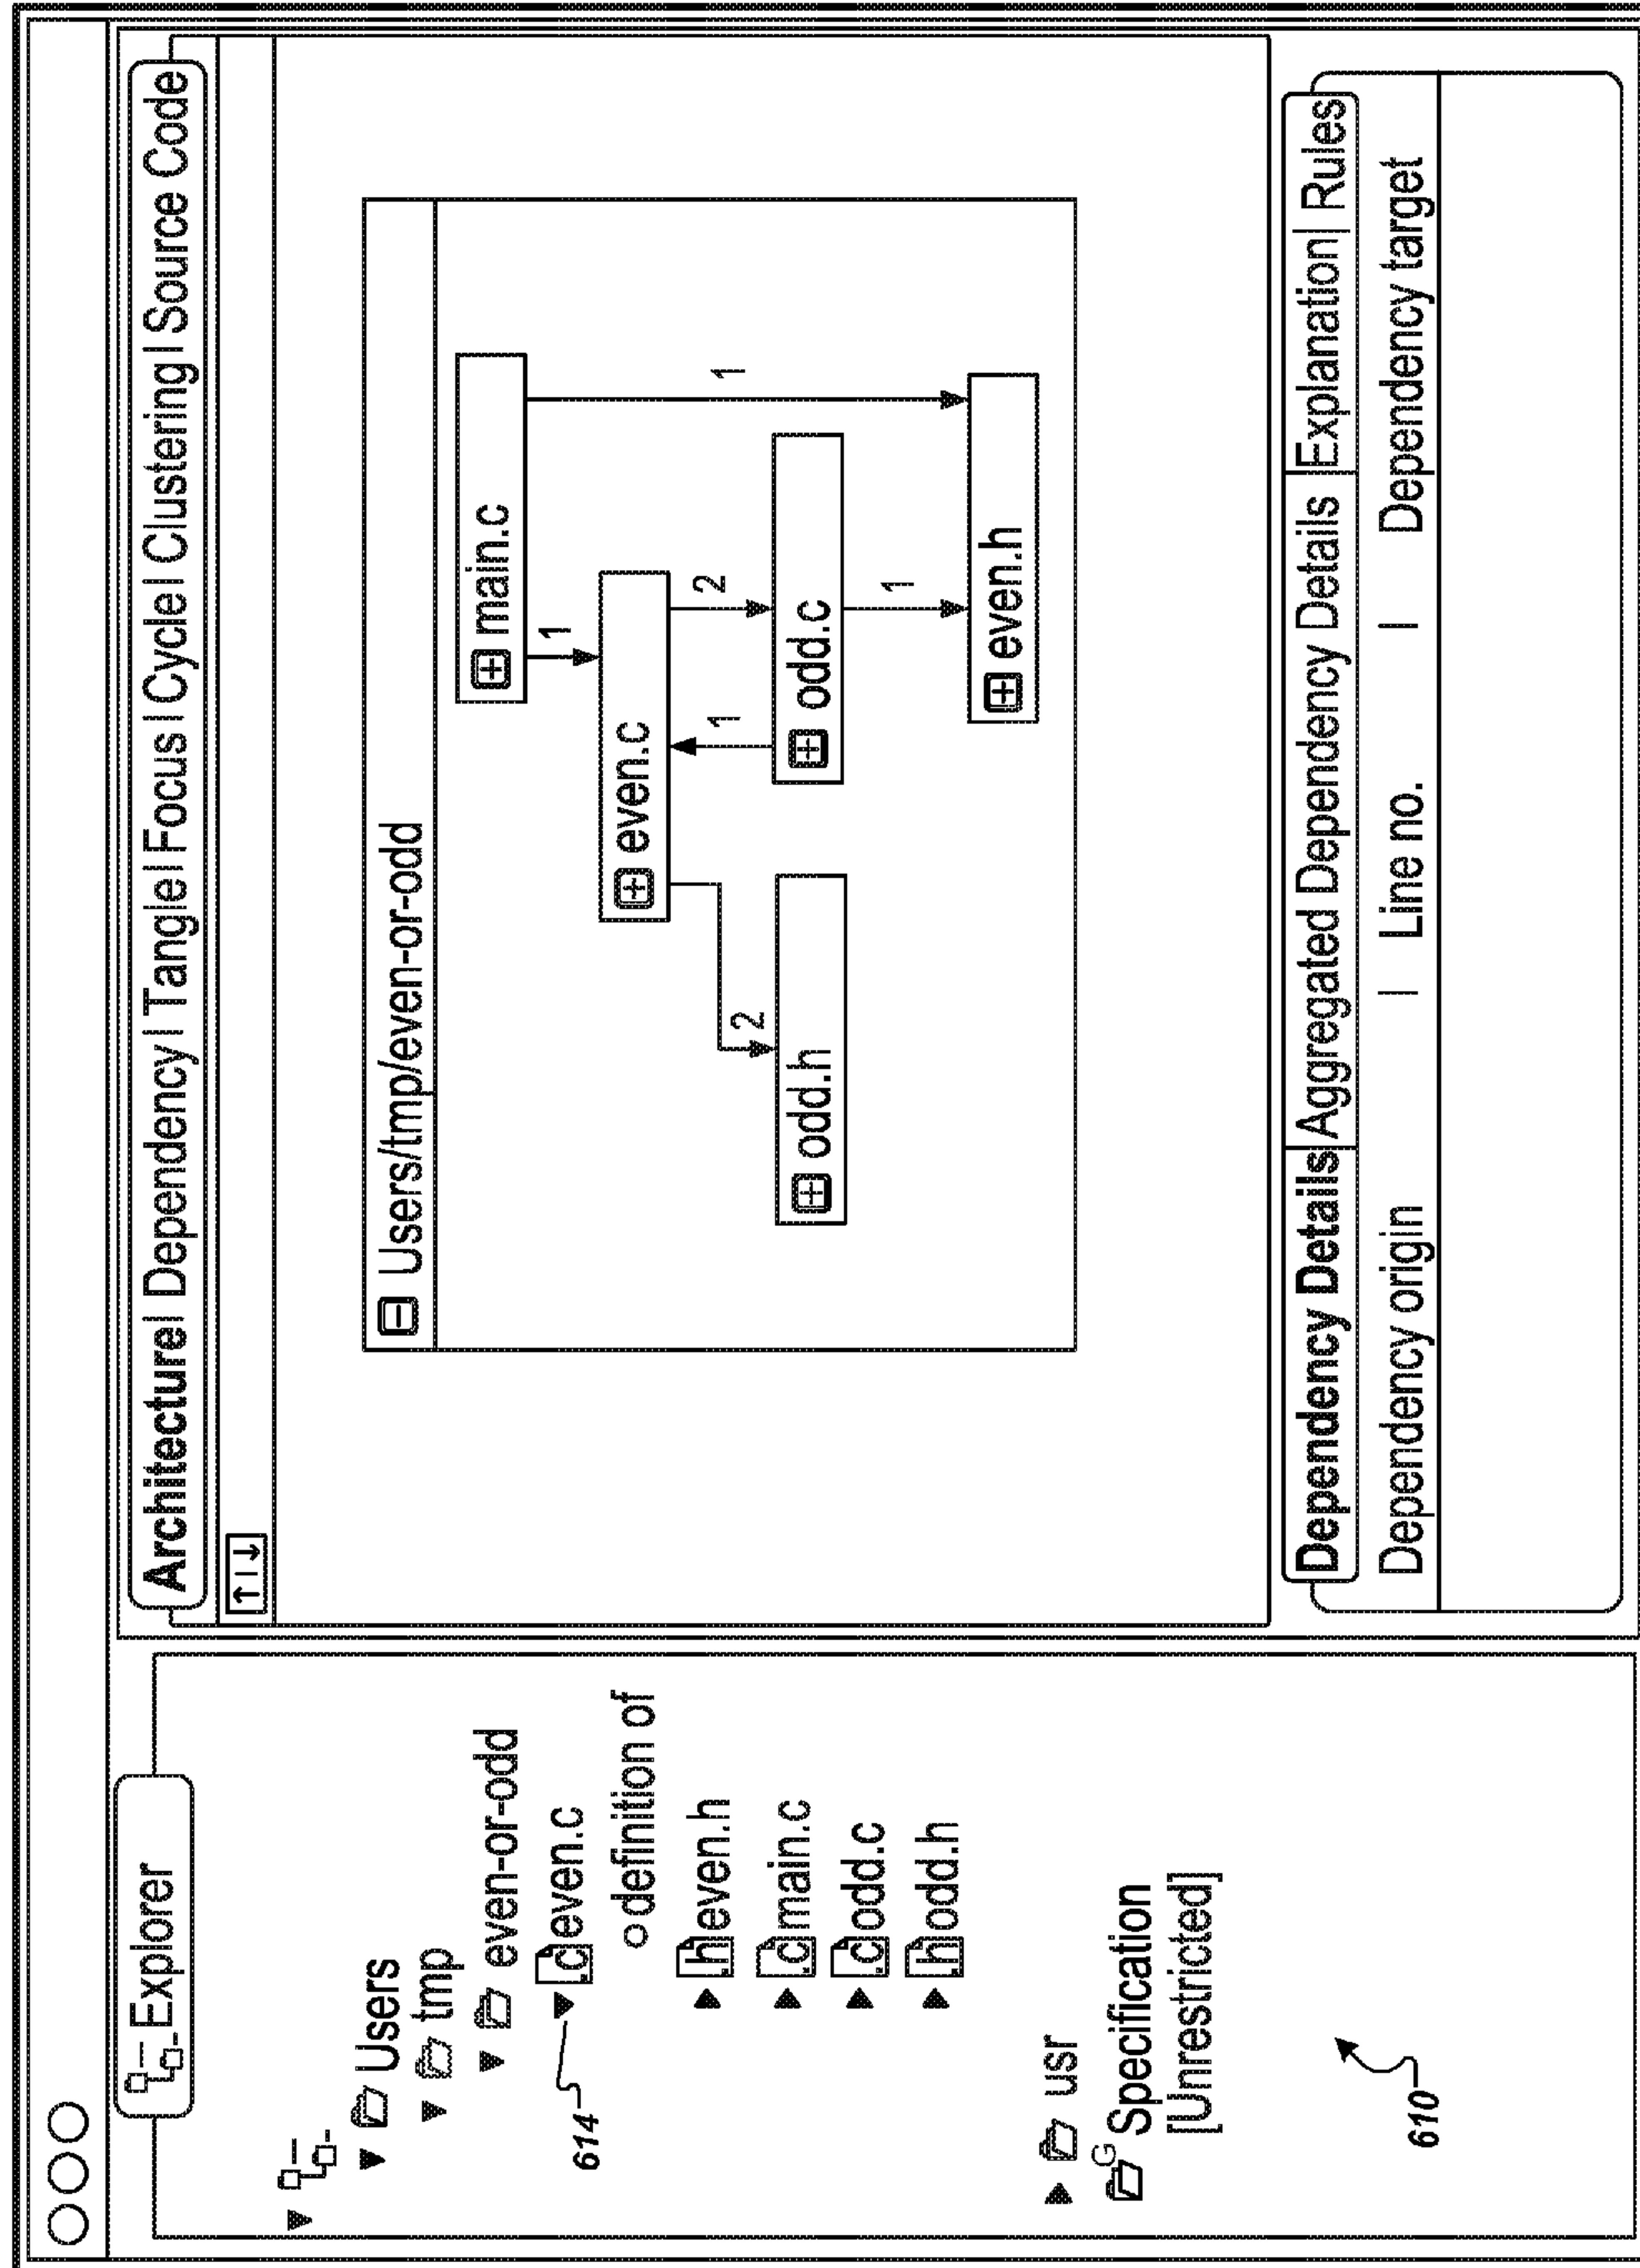 Explorer
Users
tmp
even-or-odd
.c even.c
definition of
.h even.h
.c main.c
.c odd.c
.h odd.h
usr
G
Specification
[Unrestricted]
614
610
Architecture | Dependency | Tangle | Focus | Cycle | Clustering | Source Code
↑|↓
Users/tmp/even-or-odd
main.c
1
1
even.c
2
1
2
odd.h
odd.c
1
even.h
Dependency Details | Aggregated Dependency Details | Explanation | Rules
Dependency origin | Line no. | Dependency target